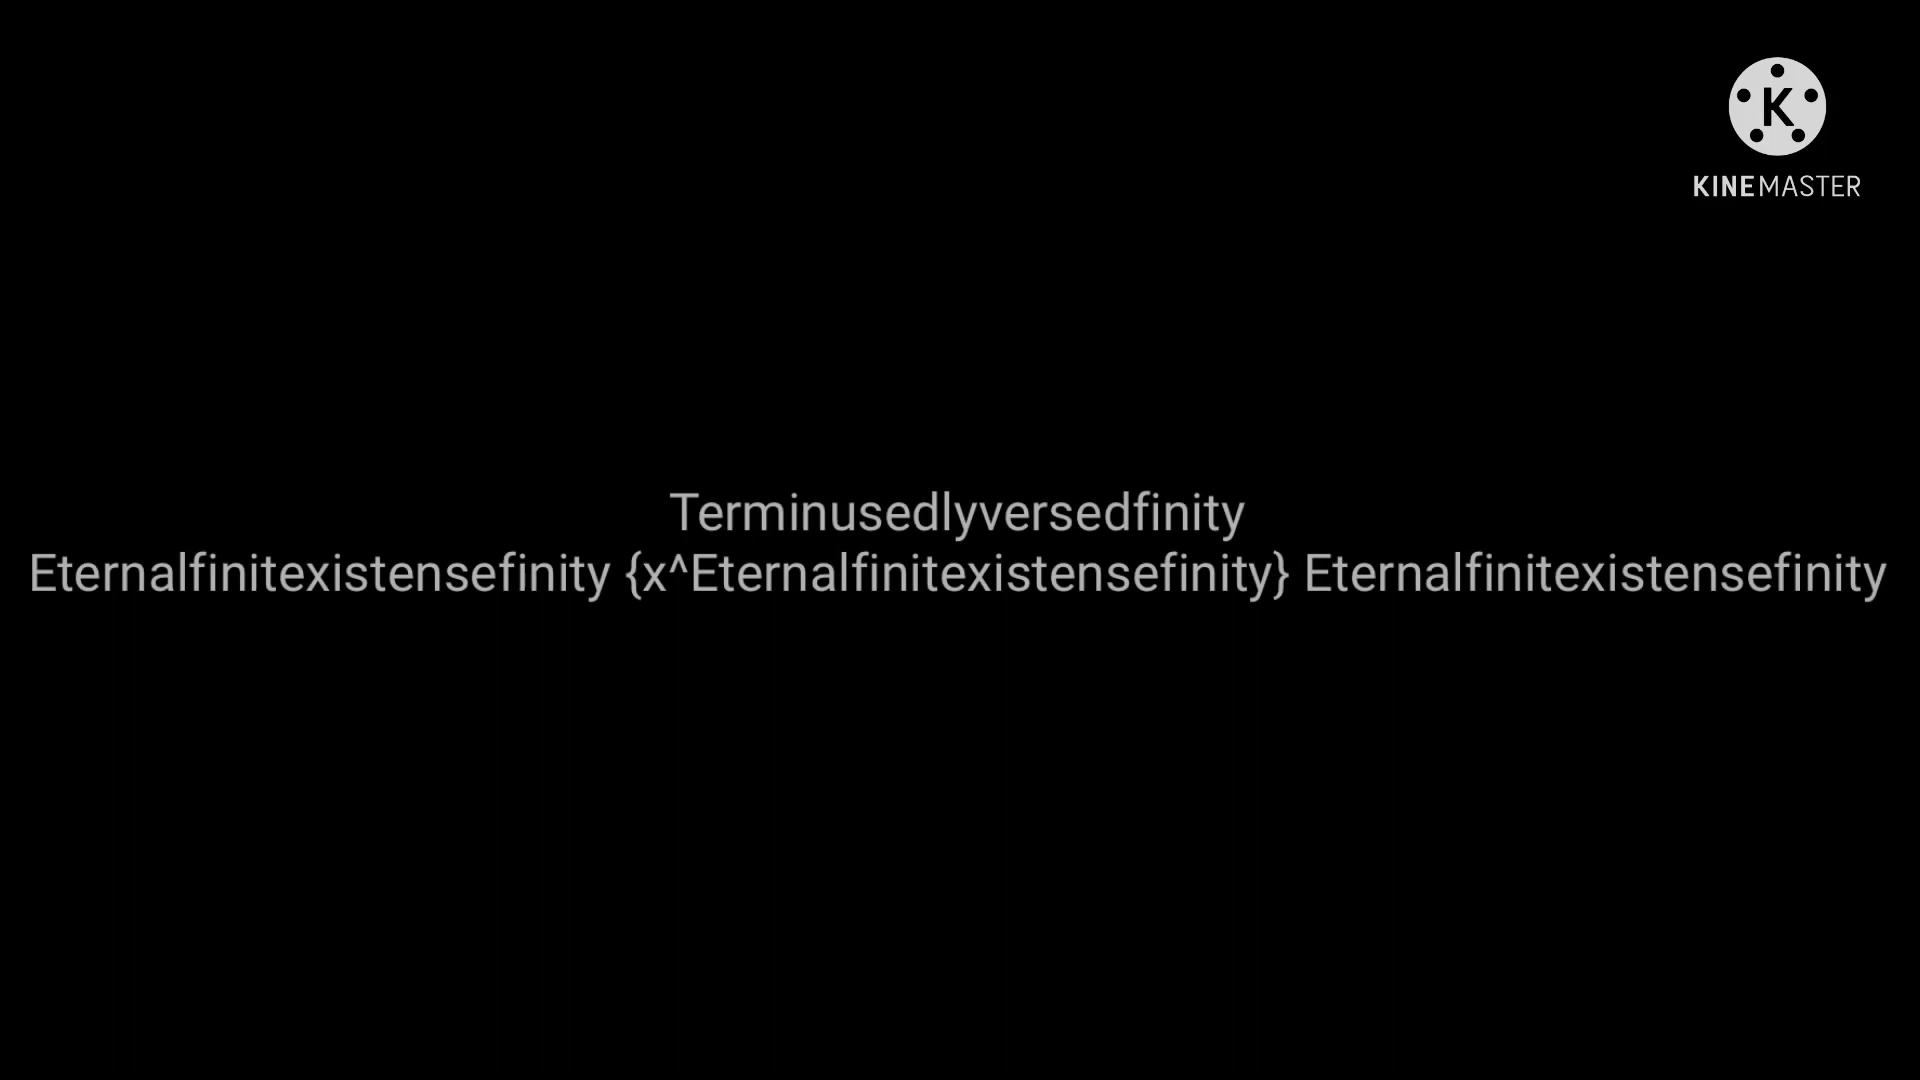 K
KINEMASTER
Terminusedlyversedfinity
Eternalfinitexistensefinity {x^Eternalfinitexistensefinity} Eternalfinitexistensefinity